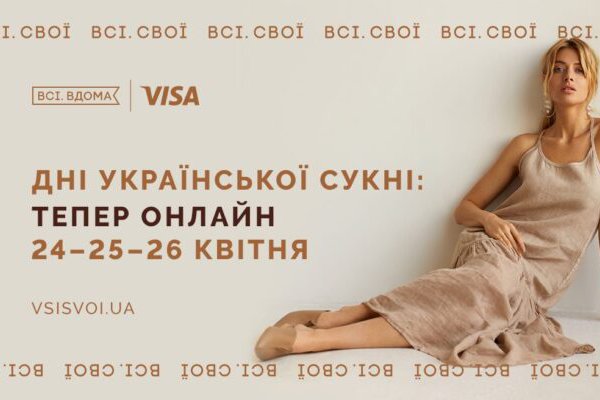 І. СВОЇ ВСІ. СВОЇ ВСІ. СВОЇ ВСІ. СВОЇ ВСІ. СВОЇ ВСІ.
ВСІ. ВДОМА VISA
ДНІ УКРАЇНСЬКОЇ СУКНІ:
ТЕПЕР ОНЛАЙН
24–25–26 КВІТНЯ
VSISVOI.UA
ВСІ. СВОЇ ВСІ. СВОЇ ВСІ. СВОЇ ВСІ. СВОЇ ВСІ. СВОЇ